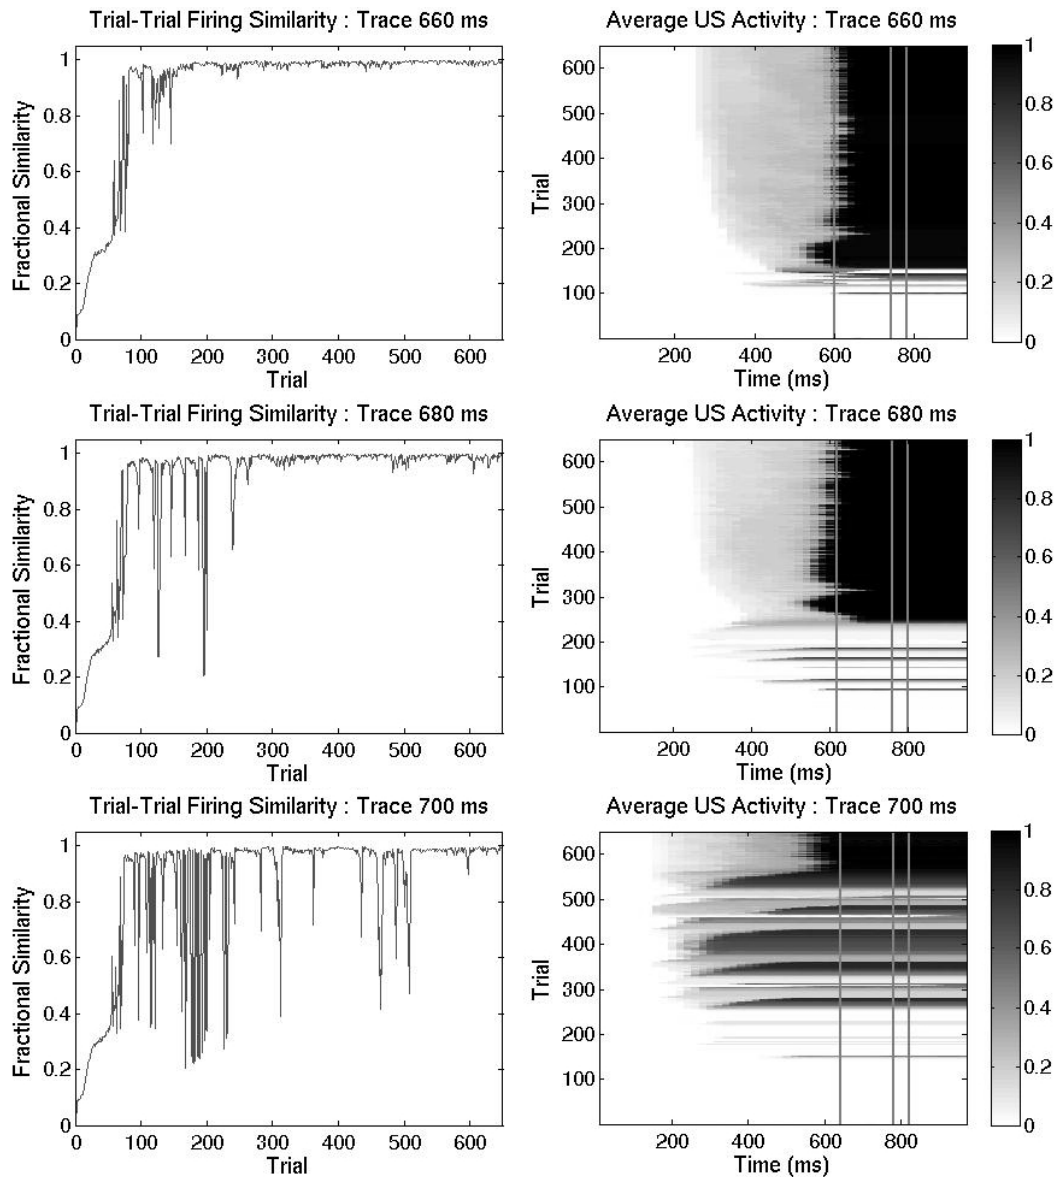 Trial-Trial Firing Similarity : Trace 660 ms
Fractional Similarity
1
0.8
0.6
0.4
0.2
0
0 100 200 300 400 500 600
Trial
Average US Activity : Trace 660 ms
Trial
600
500
400
300
200
100
200 400 600 800
Time (ms)
1
0.8
0.6
0.4
0.2
0
Trial-Trial Firing Similarity : Trace 680 ms
Fractional Similarity
1
0.8
0.6
0.4
0.2
0
0 100 200 300 400 500 600
Trial
Average US Activity : Trace 680 ms
Trial
600
500
400
300
200
100
200 400 600 800
Time (ms)
1
0.8
0.6
0.4
0.2
0
Trial-Trial Firing Similarity : Trace 700 ms
Fractional Similarity
1
0.8
0.6
0.4
0.2
0
0 100 200 300 400 500 600
Trial
Average US Activity : Trace 700 ms
Trial
600
500
400
300
200
100
200 400 600 800
Time (ms)
1
0.8
0.6
0.4
0.2
0